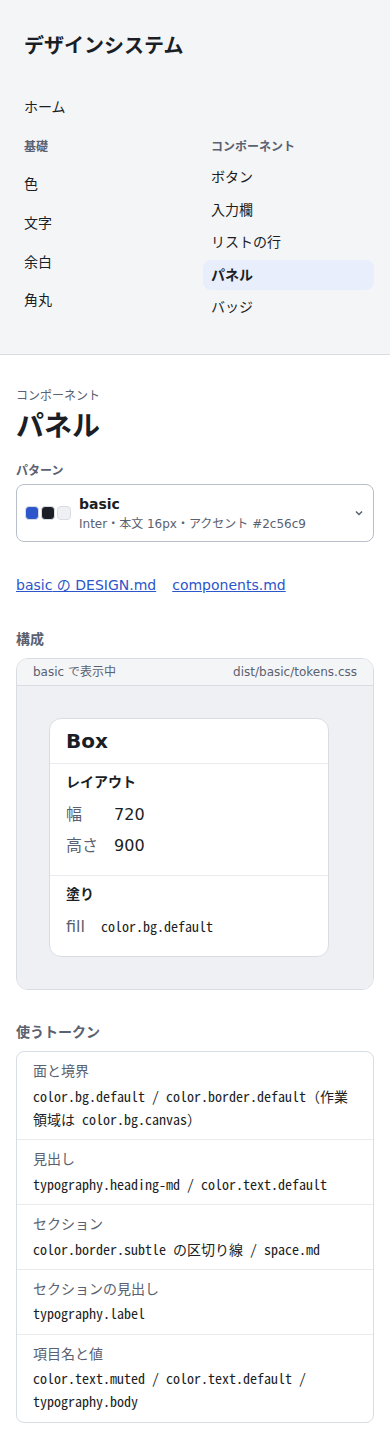 デザインシステム
ホーム
基礎
色
文字
余白
角丸
コンポーネント
ボタン
入力欄
リストの行
パネル
バッジ
コンポーネント
パネル
パターン
basic
Inter・本文 16px・アクセント #2c56c9
basic の DESIGN.md components.md
構成
basic で表示中 dist/basic/tokens.css
Box
レイアウト
幅 720
高さ 900
塗り
fill color.bg.default
使うトークン
面と境界
color.bg.default / color.border.default（作業
領域は color.bg.canvas）
見出し
typography.heading-md / color.text.default
セクション
color.border.subtle の区切り線 / space.md
セクションの見出し
typography.label
項目名と値
color.text.muted / color.text.default /
typography.body